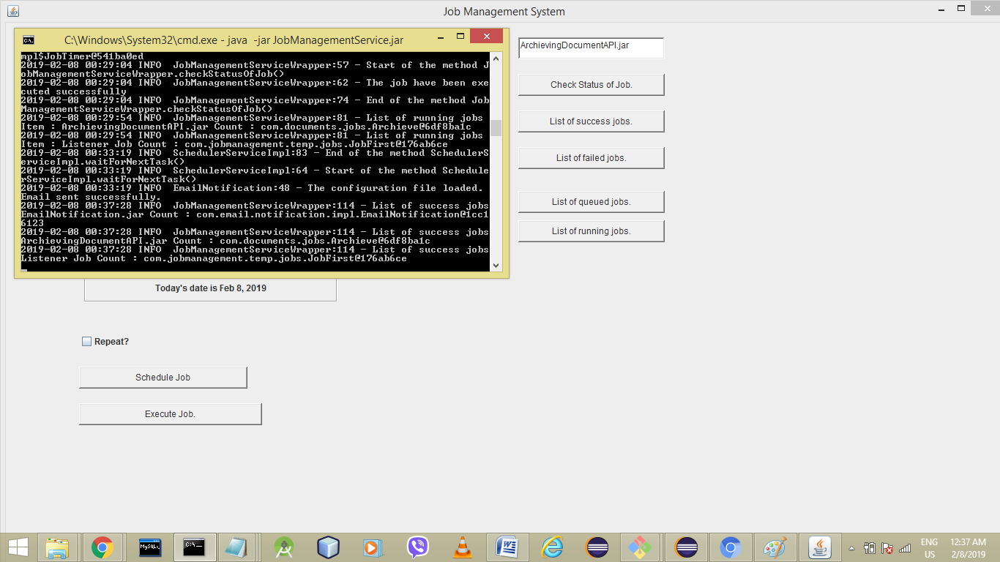 Job Management System
C:\Windows\System32\cmd.exe - java  -jar JobManagementService.jar
mpl$JobTimer@541ba0ed
2019-02-08 00:29:04 INFO  JobManagementServiceWrapper:57 - Start of the method J
obManagementServiceWrapper.checkStatusOfJob()
2019-02-08 00:29:04 INFO  JobManagementServiceWrapper:62 - The job have been exe
cuted successfully
2019-02-08 00:29:04 INFO  JobManagementServiceWrapper:74 - End of the method Job
ManagementServiceWrapper.checkStatusOfJob()
2019-02-08 00:29:54 INFO  JobManagementServiceWrapper:81 - List of running jobs
Item : ArchievingDocumentAPI.jar Count : com.documents.jobs.Archieve@6df8ba1c
2019-02-08 00:29:54 INFO  JobManagementServiceWrapper:81 - List of running jobs
Item : Listener Job Count : com.jobmanagement.temp.jobs.JobFirst@176ab6ce
2019-02-08 00:33:19 INFO  SchedulerServiceImpl:83 - End of the method SchedulerS
erviceImpl.waitForNextTask()
2019-02-08 00:33:19 INFO  SchedulerServiceImpl:64 - Start of the method Schedule
rServiceImpl.waitForNextTask()
2019-02-08 00:33:19 INFO  EmailNotification:48 - The configuration file loaded.
Email sent successfully.
2019-02-08 00:37:28 INFO  JobManagementServiceWrapper:114 - List of success jobs
EmailNotification.jar Count : com.email.notification.impl.EmailNotification@1cc1
6123
2019-02-08 00:37:28 INFO  JobManagementServiceWrapper:114 - List of success jobs
ArchievingDocumentAPI.jar Count : com.documents.jobs.Archieve@6df8ba1c
2019-02-08 00:37:28 INFO  JobManagementServiceWrapper:114 - List of success jobs
Listener Job Count : com.jobmanagement.temp.jobs.JobFirst@176ab6ce
ArchievingDocumentAPI.jar
Check Status of Job.
List of success jobs.
List of failed jobs.
List of queued jobs.
List of running jobs.
Today's date is Feb 8, 2019
Repeat?
Schedule Job
Execute Job.
ENG
US
12:37 AM
2/8/2019